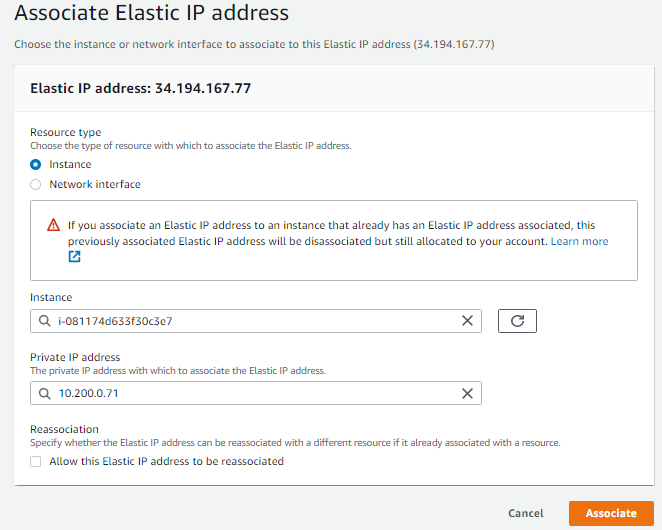 Associate Elastic IP address
Choose the instance or network interface to associate to this Elastic IP address (34.194.167.77)
Elastic IP address: 34.194.167.77
Resource type
Choose the type of resource with which to associate the Elastic IP address.
Instance
Network interface
If you associate an Elastic IP address to an instance that already has an Elastic IP address associated, this
previously associated Elastic IP address will be disassociated but still allocated to your account. Learn more
Instance
i-081174d633f30c3e7
Private IP address
The private IP address with which to associate the Elastic IP address.
10.200.0.71
Reassociation
Specify whether the Elastic IP address can be reassociated with a different resource if it already associated with a resource.
Allow this Elastic IP address to be reassociated
Cancel
Associate